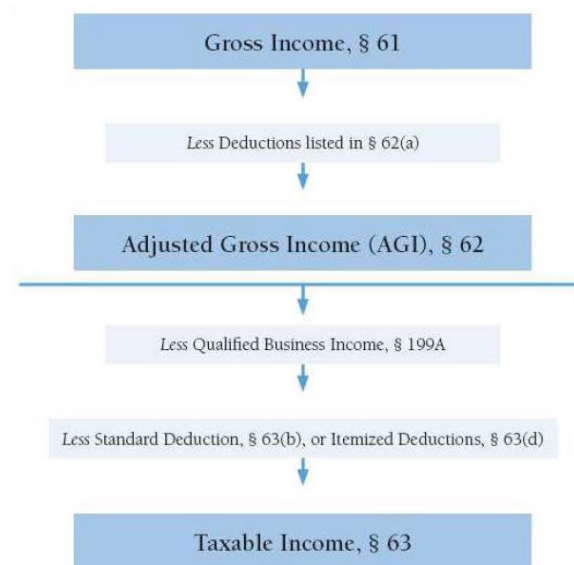 Gross Income, § 61
Less Deductions listed in § 62(a)
Adjusted Gross Income (AGI), § 62
Less Qualified Business Income, § 199A
Less Standard Deduction, § 63(b), or Itemized Deductions, § 63(d)
Taxable Income, § 63